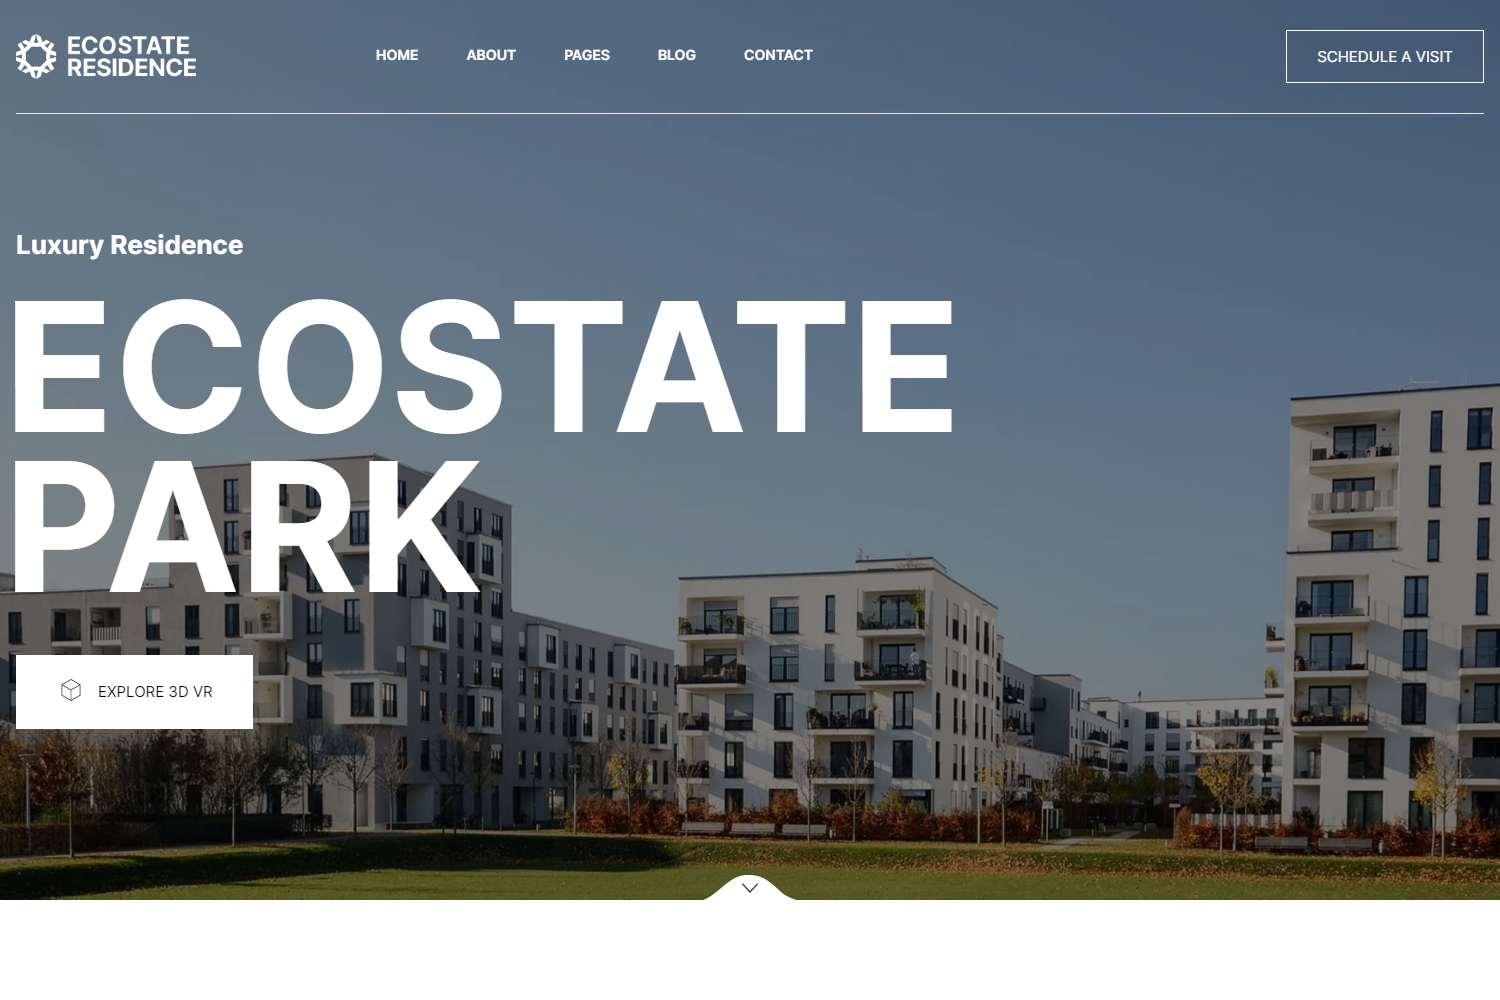 ECOSTATE
RESIDENCE
HOME ABOUT PAGES BLOG CONTACT
SCHEDULE A VISIT
Luxury Residence
ECOSTATE
PARK
EXPLORE 3D VR